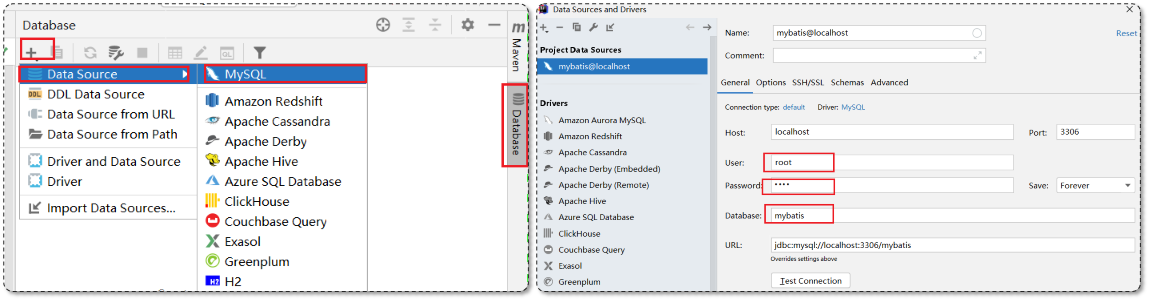 Database
Data Source
DDL Data Source
Data Source from URL
Data Source from Path
Driver and Data Source
Driver
Import Data Sources...
MySQL
Amazon Redshift
Apache Cassandra
Apache Derby
Apache Hive
Azure SQL Database
ClickHouse
Couchbase Query
Exasol
Greenplum
H2
Maven
Database
Data Sources and Drivers
Project Data Sources
mybatis@localhost
Drivers
Amazon Aurora MySQL
Amazon Redshift
Apache Cassandra
Apache Derby (Embedded)
Apache Derby (Remote)
Apache Hive
Azure SQL Database
ClickHouse
Couchbase Query
Exasol
Greenplum
Name: mybatis@localhost Reset
Comment:
General Options SSH/SSL Schemas Advanced
Connection type: default Driver: MySQL
Host: localhost Port: 3306
User: root
Password: •••• Save: Forever
Database: mybatis
URL: jdbc:mysql://localhost:3306/mybatis
Overrides settings above
Test Connection